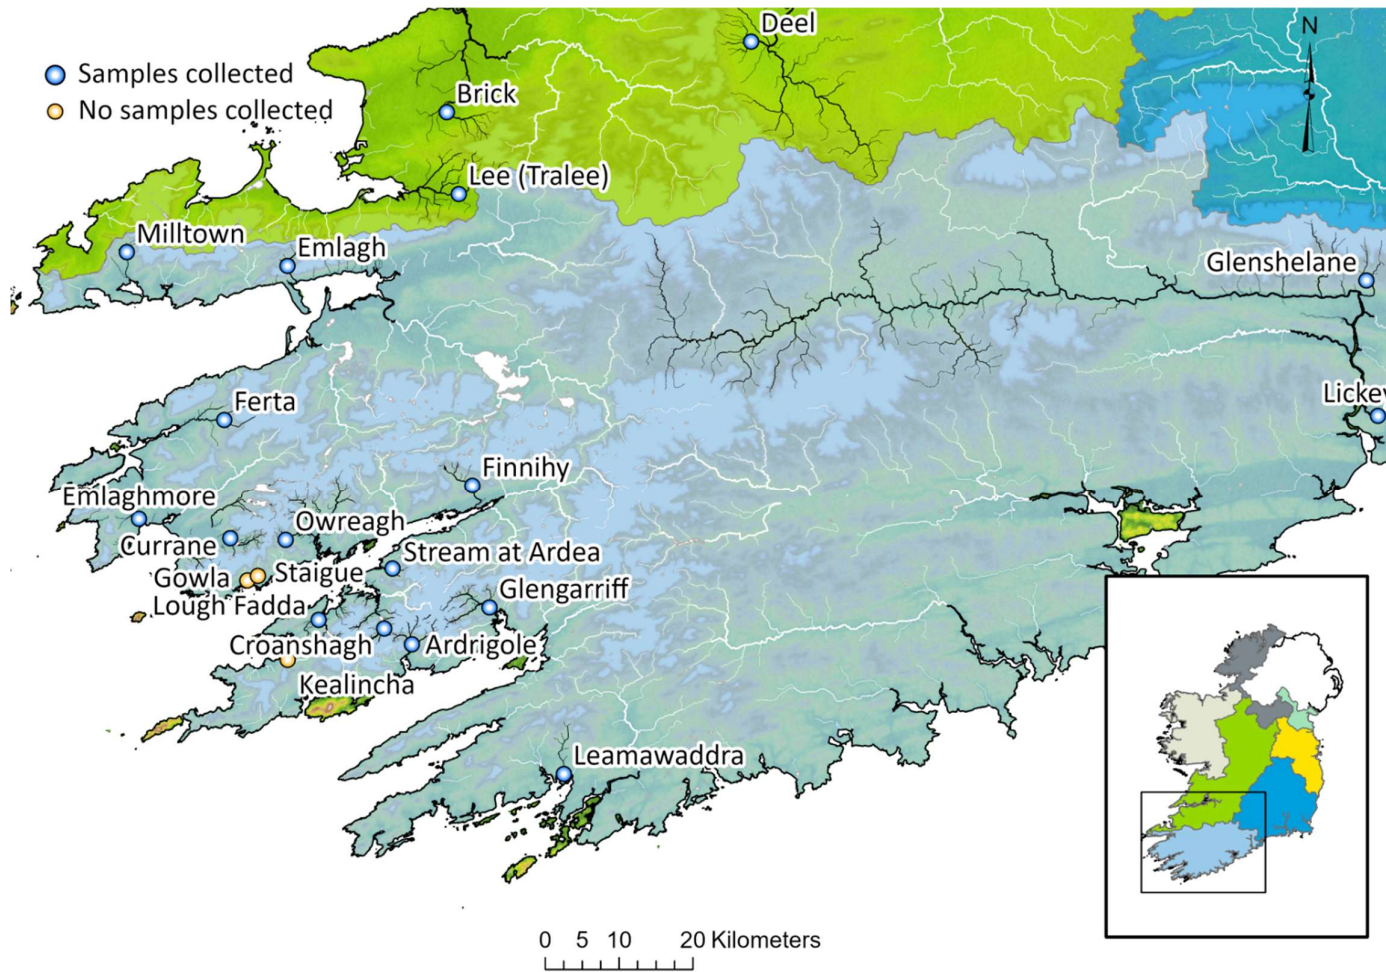 Deel
N
Samples collected
No samples collected
Brick
Lee (Tralee)
Milltown
Emlagh
Glenshelane
Ferta
Lickey
Finnihy
Emlaghmore
Owreagh
Currane
Stream at Ardea
Gowla
Staigue
Glengarriff
Lough Fadda
Croanshagh
Ardrigole
Kealincha
Leamawaddra
0 5 10 20 Kilometers